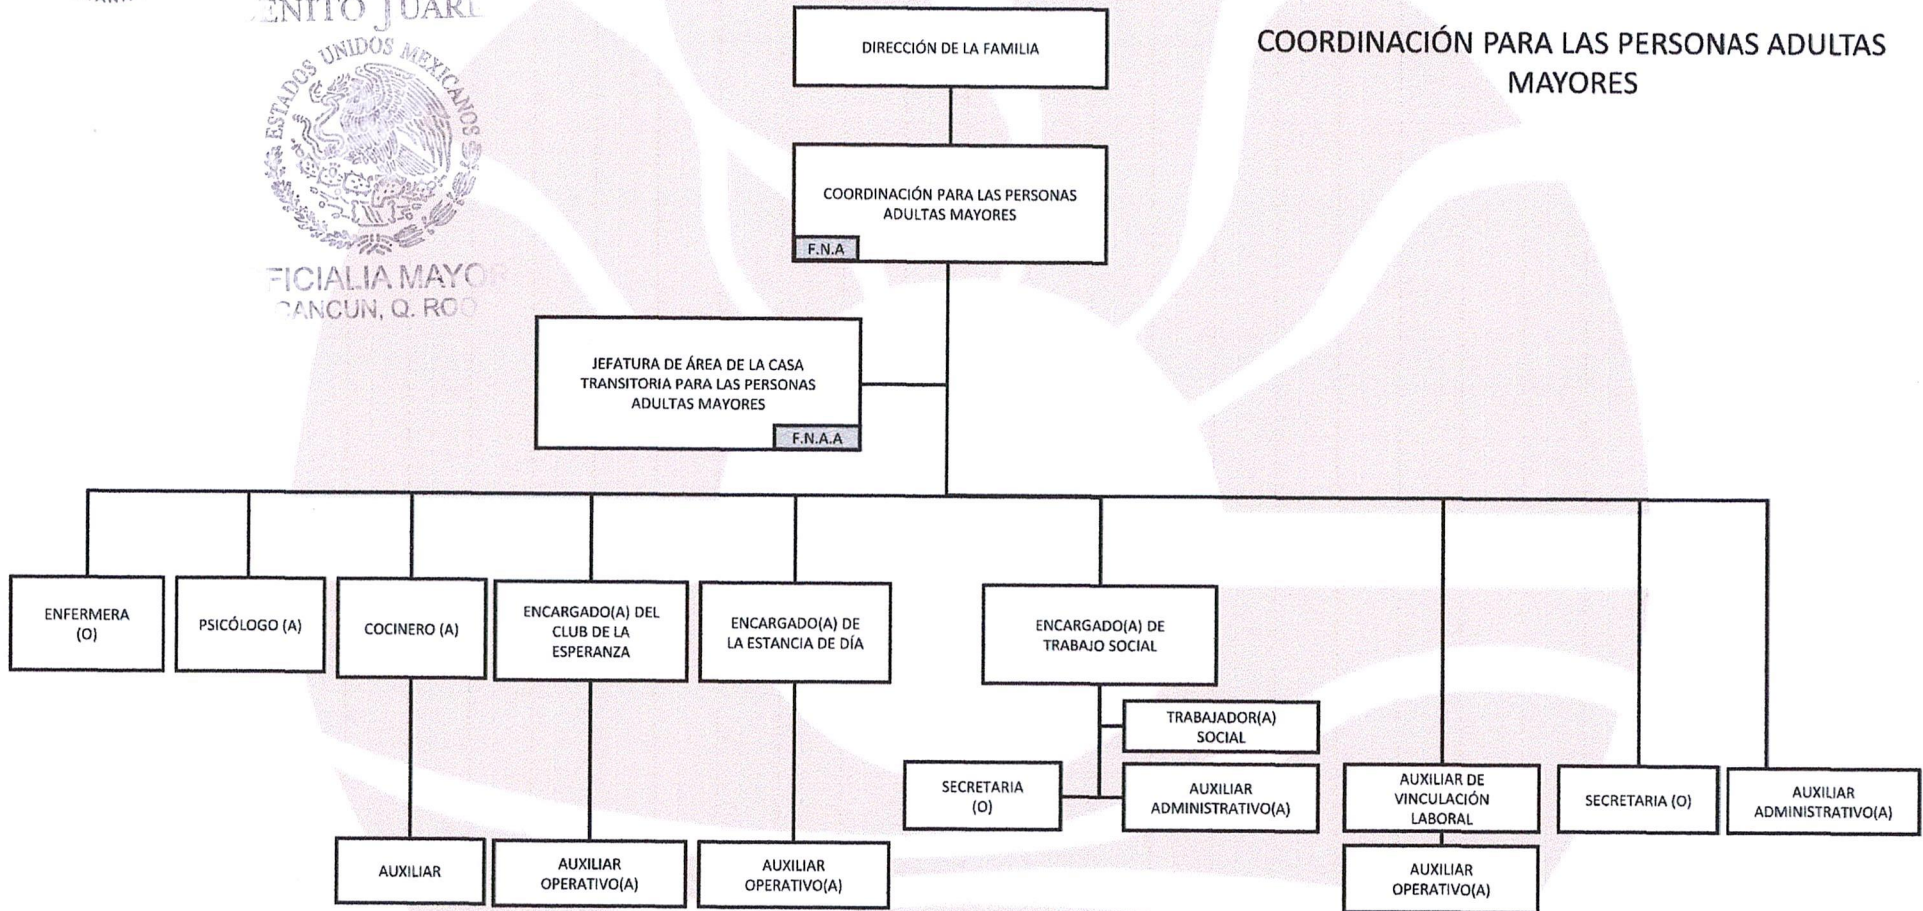 DIRECCIÓN DE LA FAMILIA
COORDINACIÓN PARA LAS PERSONAS ADULTAS
MAYORES
ESTADOS UNIDOS MEXICANOS
FICIALIA MAYOR
CANCUN, Q. ROO
COORDINACIÓN PARA LAS PERSONAS
ADULTAS MAYORES
F.N.A
JEFATURA DE ÁREA DE LA CASA
TRANSITORIA PARA LAS PERSONAS
ADULTAS MAYORES
F.N.A.A
ENFERMERA
(O)
PSICÓLOGO (A)
COCINERO (A)
ENCARGADO(A) DEL
CLUB DE LA
ESPERANZA
ENCARGADO(A) DE
LA ESTANCIA DE DÍA
ENCARGADO(A) DE
TRABAJO SOCIAL
TRABAJADOR(A)
SOCIAL
SECRETARIA
(O)
AUXILIAR
ADMINISTRATIVO(A)
AUXILIAR DE
VINCULACIÓN
LABORAL
SECRETARIA (O)
AUXILIAR
ADMINISTRATIVO(A)
AUXILIAR
AUXILIAR
OPERATIVO(A)
AUXILIAR
OPERATIVO(A)
AUXILIAR
OPERATIVO(A)